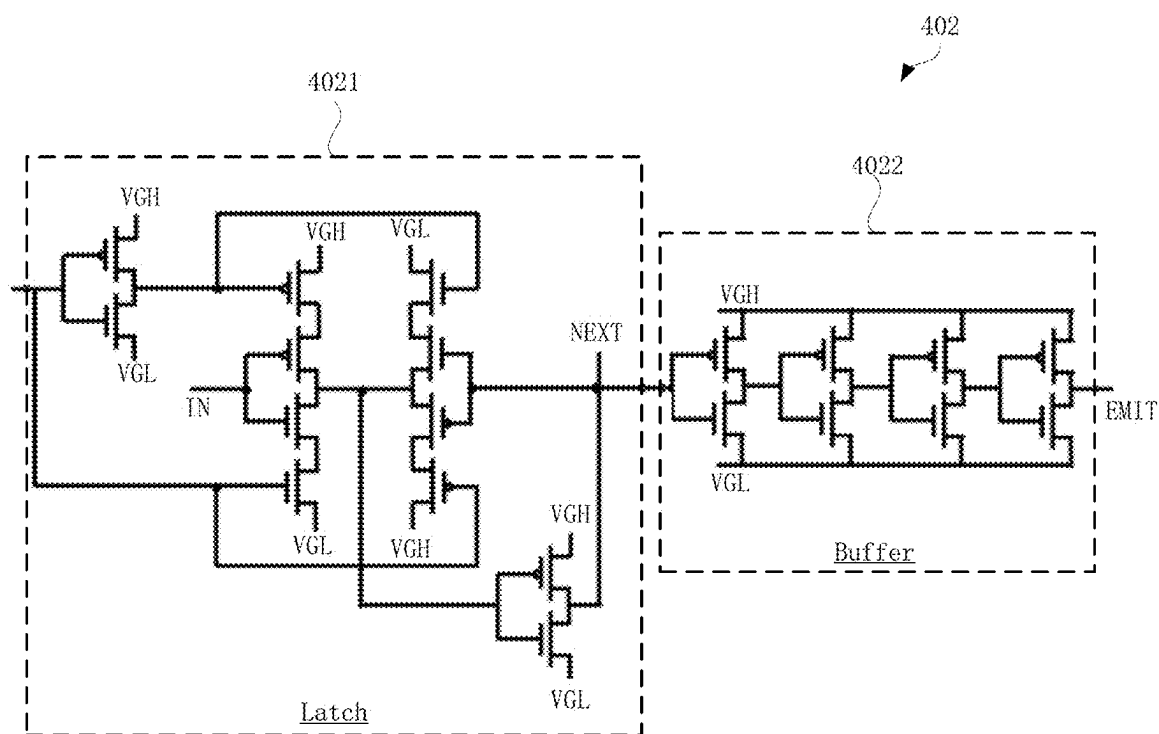 402
4021
4022
VGH
VGH
VGL
VGH
NEXT
VGL
IN
EMIT
VGL
VGL
VGH
VGH
Buffer
VGL
Latch